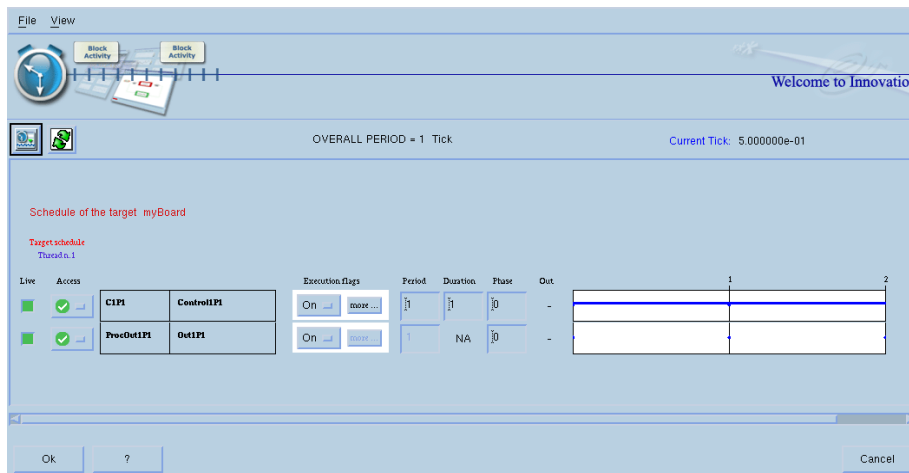 File View
Block Activity Block Activity
Welcome to Innovatio
OVERALL PERIOD = 1 Tick Current Tick: 5.000000e-01
Schedule of the target myBoard
Target schedule
Thread n. 1
Live Access Execution flags Period Duration Phase Out 1 2
C1P1 Control1P1 On more ... 1 1 0 -
ProcOut1P1 Out1P1 On more ... 1 NA 0 -
Ok ? Cancel